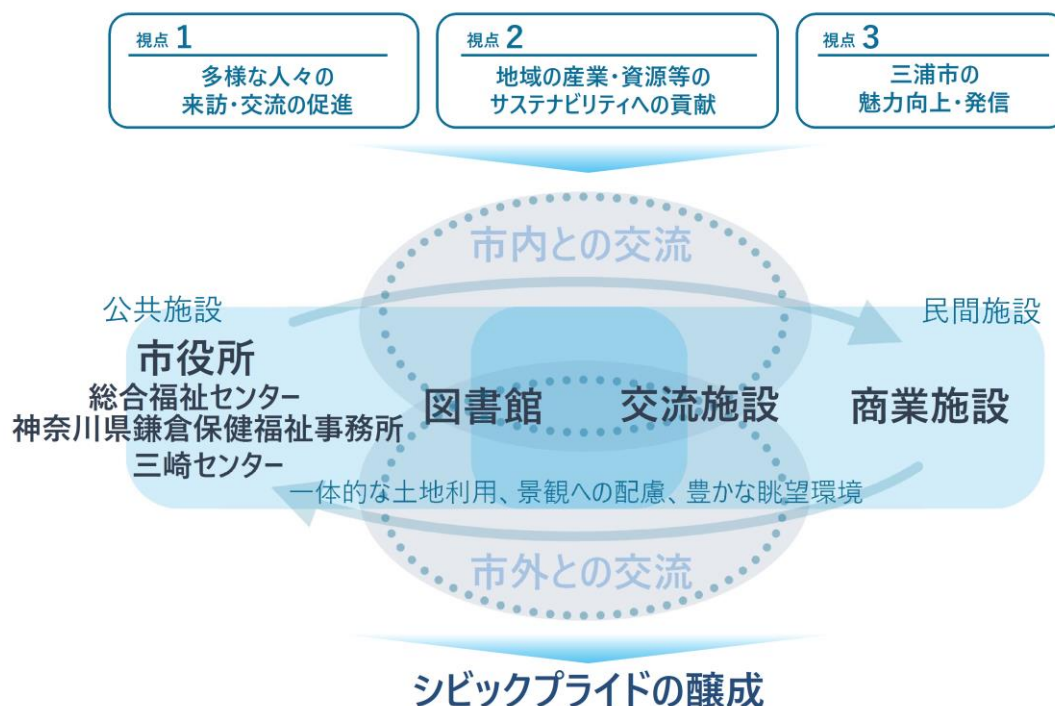 視点 1
多様な人々の
来訪・交流の促進
視点 2
地域の産業・資源等の
サステナビリティへの貢献
視点 3
三浦市の
魅力向上・発信
市内との交流
公共施設
民間施設
市役所
総合福祉センター
神奈川県鎌倉保健福祉事務所
三崎センター
図書館
交流施設
商業施設
一体的な土地利用、景観への配慮、豊かな眺望環境
市外との交流
シビックプライドの醸成